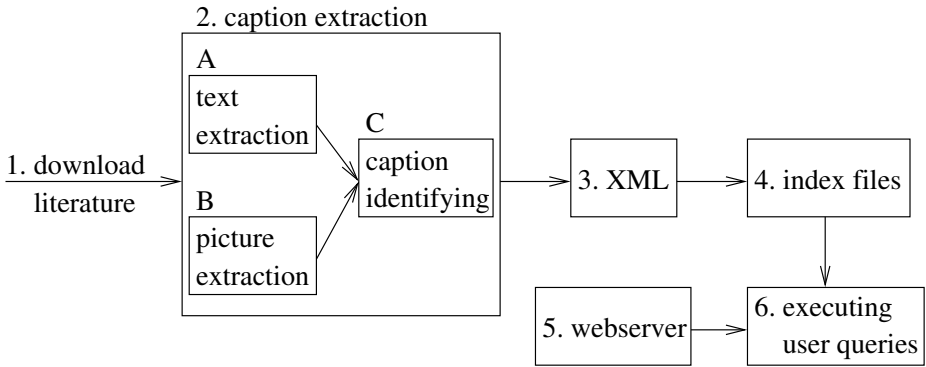 2. caption extraction
A
text
extraction
C
caption
identifying
1. download
literature
B
picture
extraction
3. XML
4. index files
5. webserver
6. executing
user queries